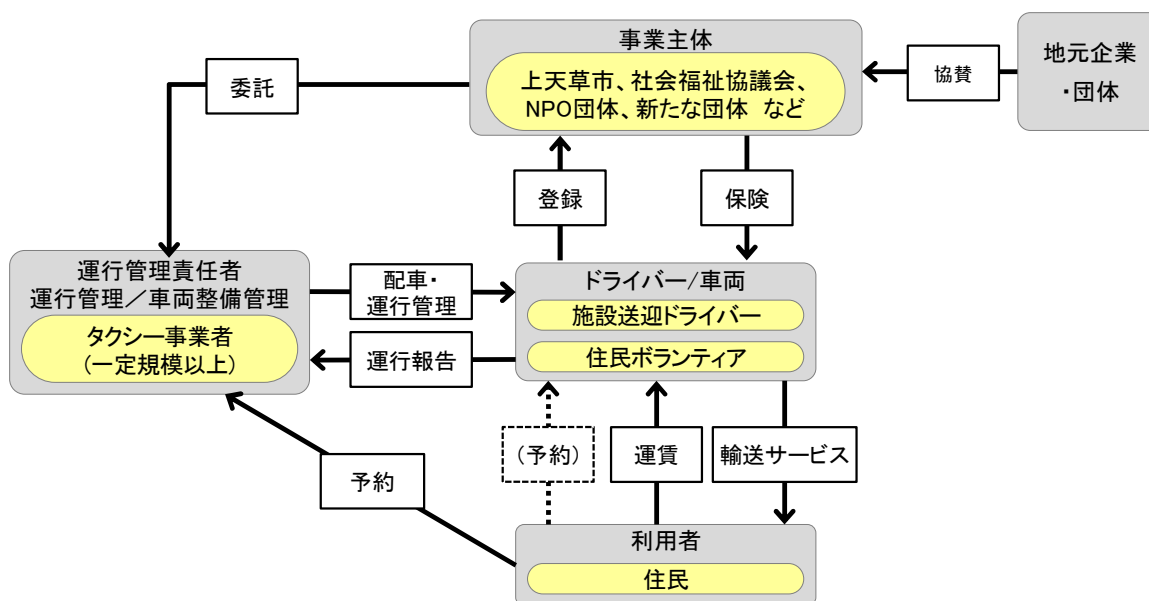 事業主体
上天草市、社会福祉協議会、
NPO団体、新たな団体 など
地元企業
・団体
協賛
委託
登録
保険
運行管理責任者
運行管理／車両整備管理
タクシー事業者
(一定規模以上)
配車・
運行管理
運行報告
ドライバー/車両
施設送迎ドライバー
住民ボランティア
予約
(予約)
運賃
輸送サービス
利用者
住民